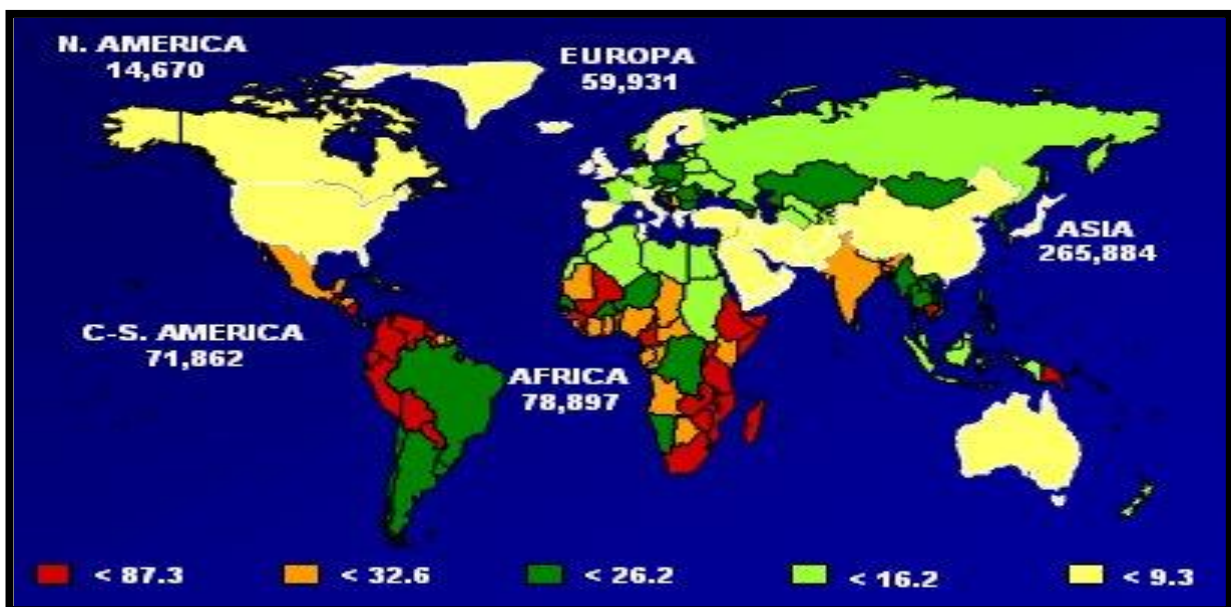 N. AMERICA
14,670
EUROPA
59,931
ASIA
265,884
C-S. AMERICA
71,862
AFRICA
78,897
< 87.3
< 32.6
< 26.2
< 16.2
< 9.3